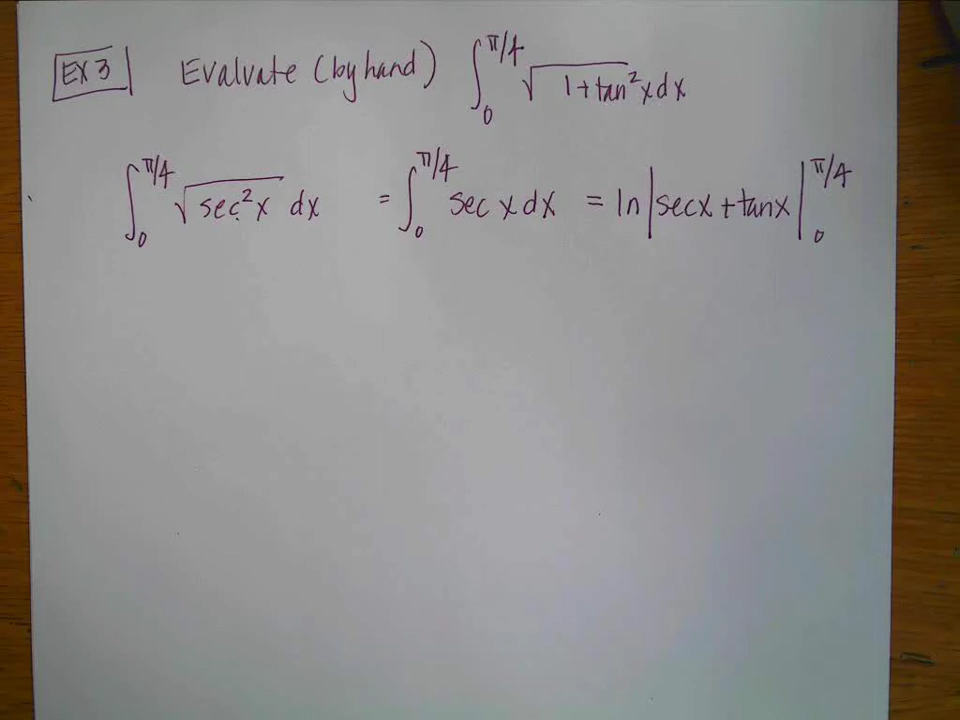 EX 3 Evaluate (by hand) ∫₀^π/4 √1+tan²x dx
∫₀^π/4 √sec²x dx = ∫₀^π/4 sec x dx = ln|secx + tanx|₀^π/4